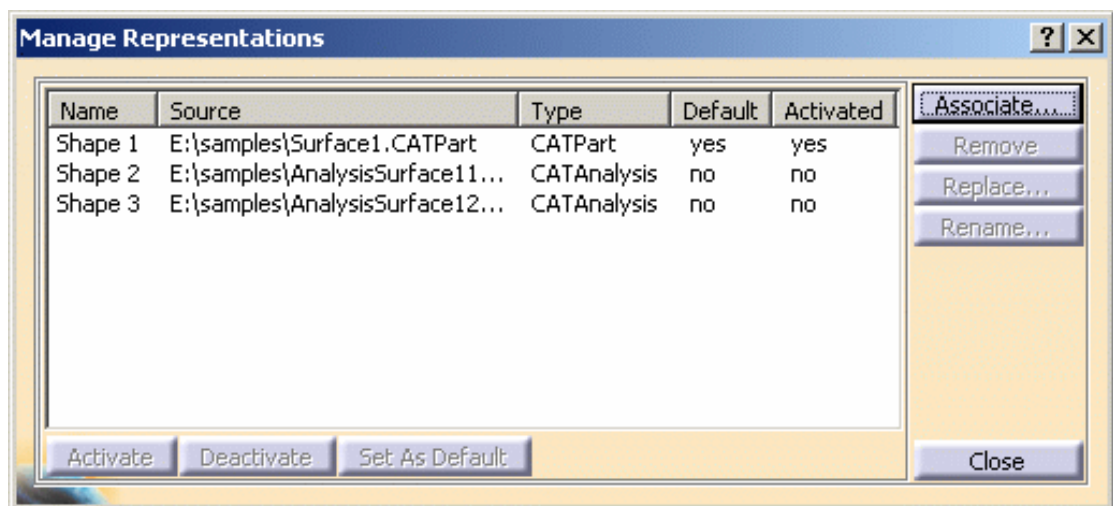 Manage Representations
Name Source Type Default Activated
Shape 1 E:\samples\Surface1.CATPart CATPart yes yes
Shape 2 E:\samples\AnalysisSurface11... CATAnalysis no no
Shape 3 E:\samples\AnalysisSurface12... CATAnalysis no no
Associate...
Remove
Replace...
Rename...
Activate Deactivate Set As Default
Close